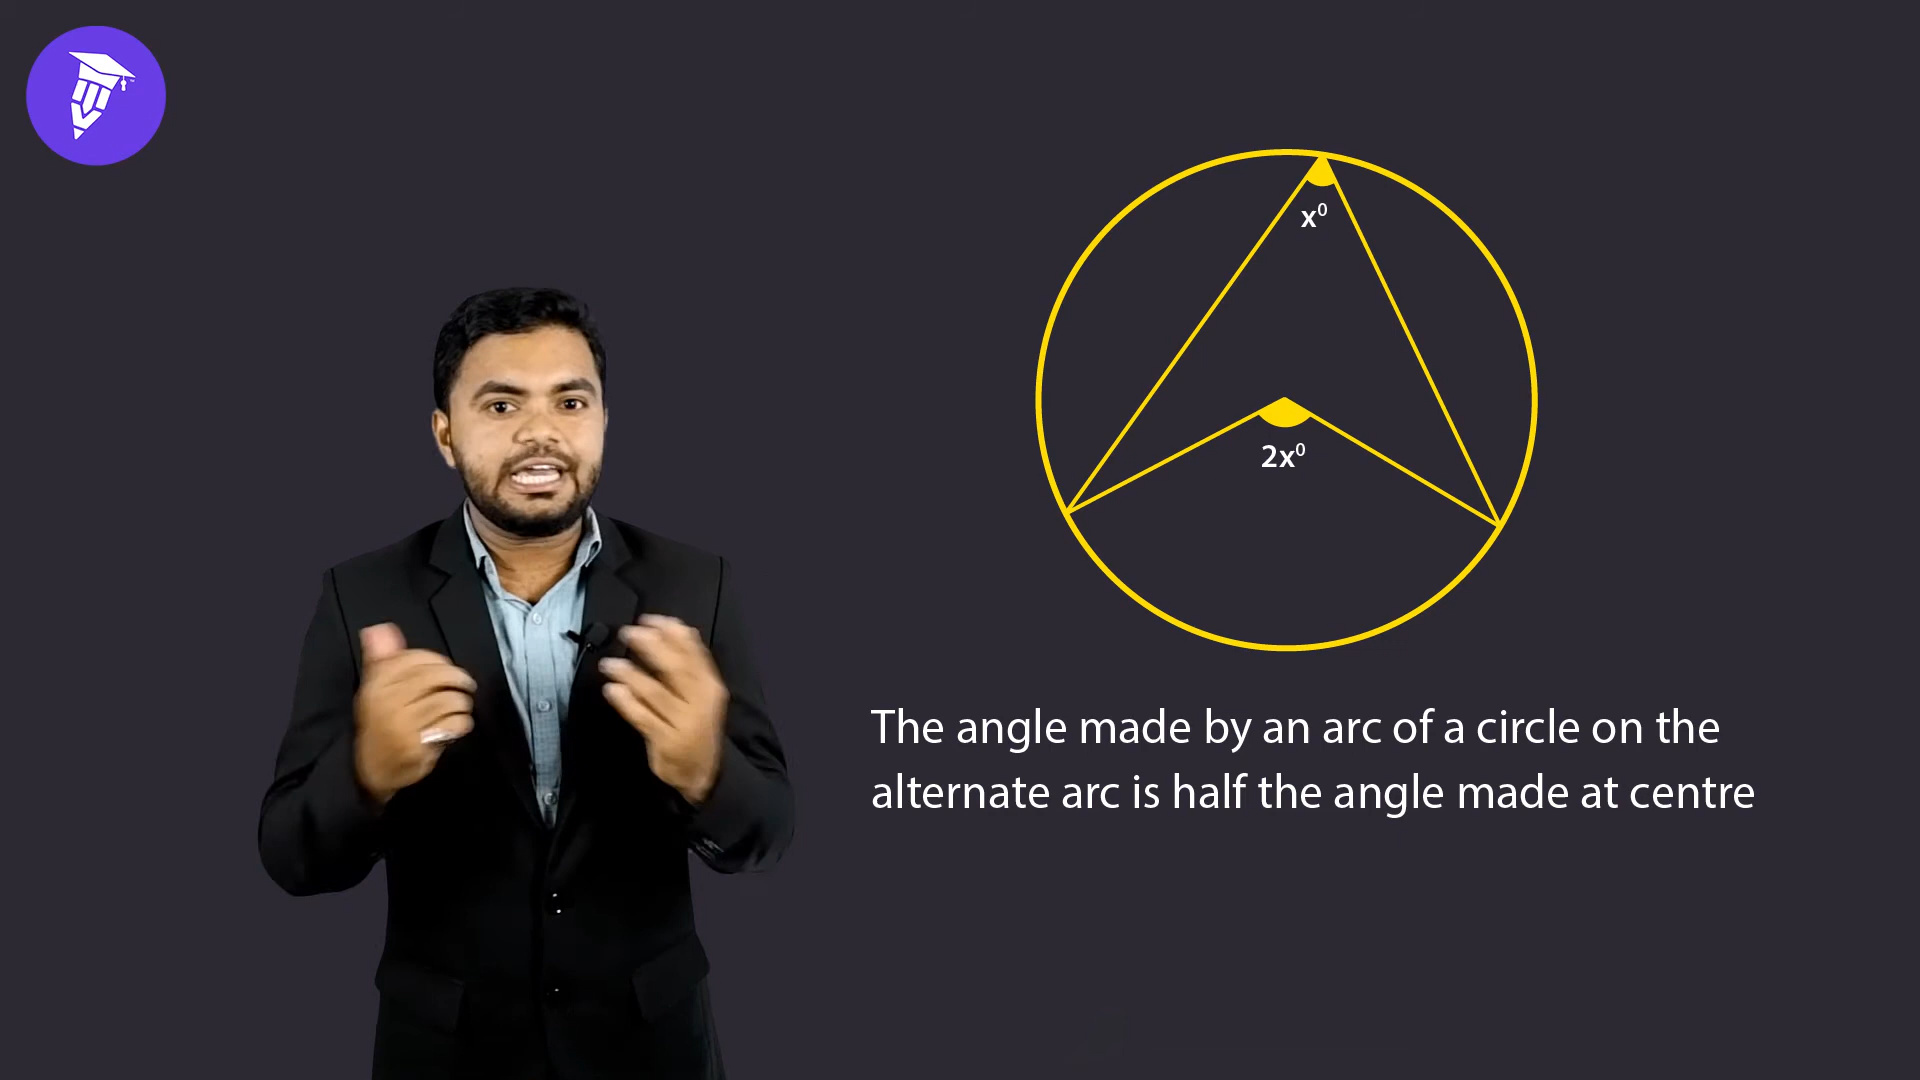 x⁰
2x⁰
The angle made by an arc of a circle on the
alternate arc is half the angle made at centre